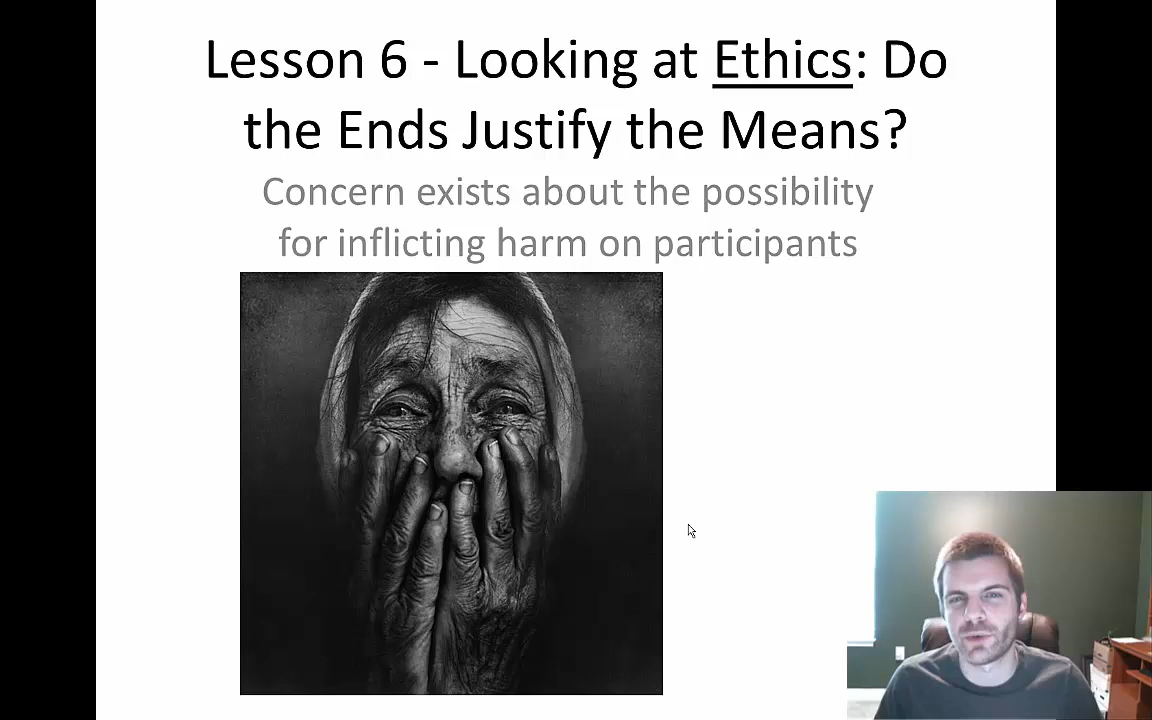 Lesson 6 - Looking at Ethics: Do
the Ends Justify the Means?
Concern exists about the possibility
for inflicting harm on participants